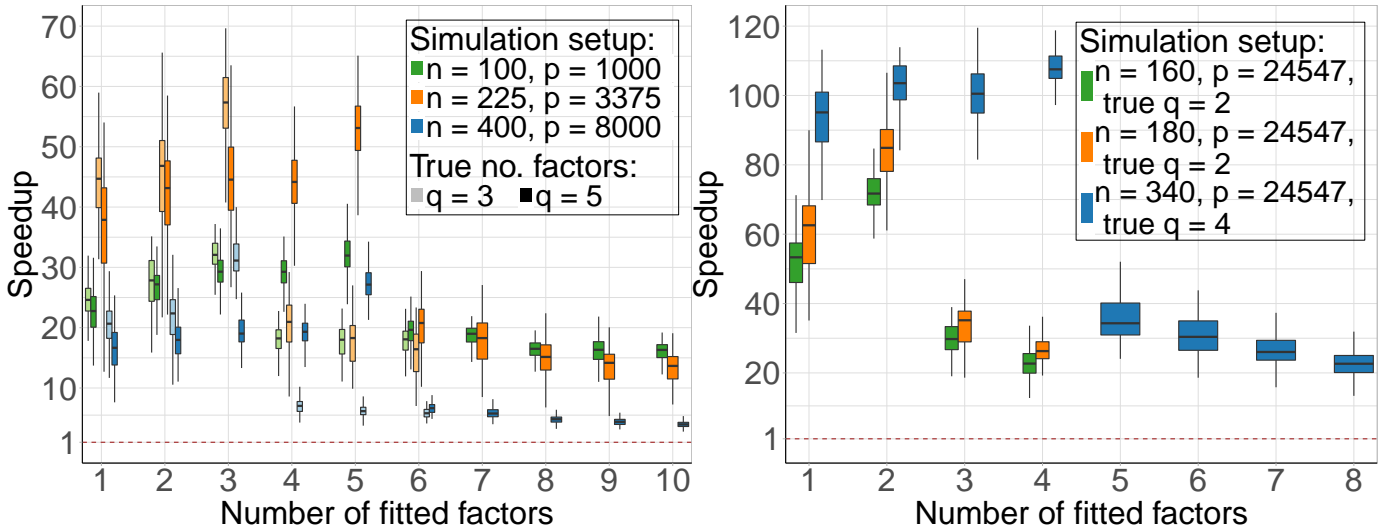 70
60
50
40
30
20
10
1
Speedup
Simulation setup:
n = 100, p = 1000
n = 225, p = 3375
n = 400, p = 8000
True no. factors:
q = 3 q = 5
1 2 3 4 5 6 7 8 9 10
Number of fitted factors
120
100
80
60
40
20
1
Speedup
Simulation setup:
n = 160, p = 24547,
true q = 2
n = 180, p = 24547,
true q = 2
n = 340, p = 24547,
true q = 4
1 2 3 4 5 6 7 8
Number of fitted factors